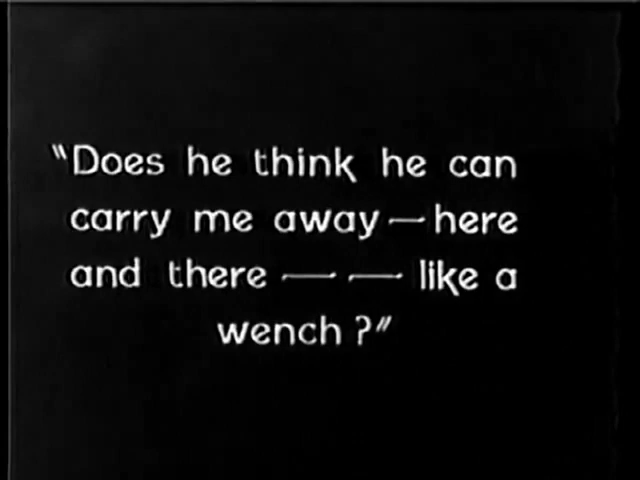 "Does he think he can
carry me away — here
and there — — like a
wench?"